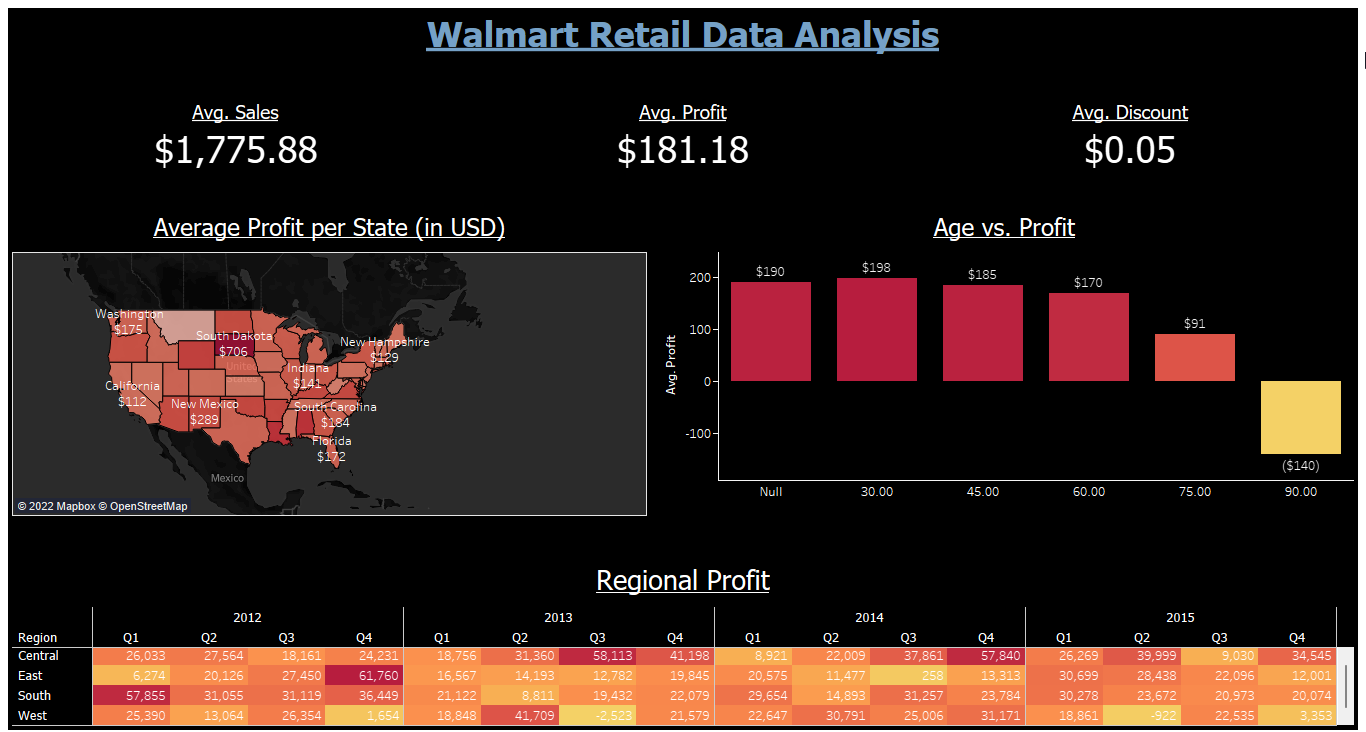 Walmart Retail Data Analysis
Avg. Sales
$1,775.88
Avg. Profit
$181.18
Avg. Discount
$0.05
Average Profit per State (in USD)
Washington
$175
South Dakota
$706
New Hampshire
$129
United
States
Indiana
$141
California
$112
New Mexico
$289
South Carolina
$184
Florida
$172
Mexico
© 2022 Mapbox © OpenStreetMap
Age vs. Profit
Avg. Profit
200
100
0
-100
$190
$198
$185
$170
$91
($140)
Null 30.00 45.00 60.00 75.00 90.00
Regional Profit
2012 2013 2014 2015
Region Q1 Q2 Q3 Q4 Q1 Q2 Q3 Q4 Q1 Q2 Q3 Q4 Q1 Q2 Q3 Q4
Central 26,033 27,564 18,161 24,231 18,756 31,360 58,113 41,198 8,921 22,009 37,861 57,840 26,269 39,999 9,030 34,545
East 6,274 20,126 27,450 61,760 16,567 14,193 12,782 19,845 20,575 11,477 258 13,313 30,699 28,438 22,096 12,001
South 57,855 31,055 31,119 36,449 21,122 8,811 19,432 22,079 29,654 14,893 31,257 23,784 30,278 23,672 20,973 20,074
West 25,390 13,064 26,354 1,654 18,848 41,709 -2,523 21,579 22,647 30,791 25,006 31,171 18,861 -922 22,535 3,353